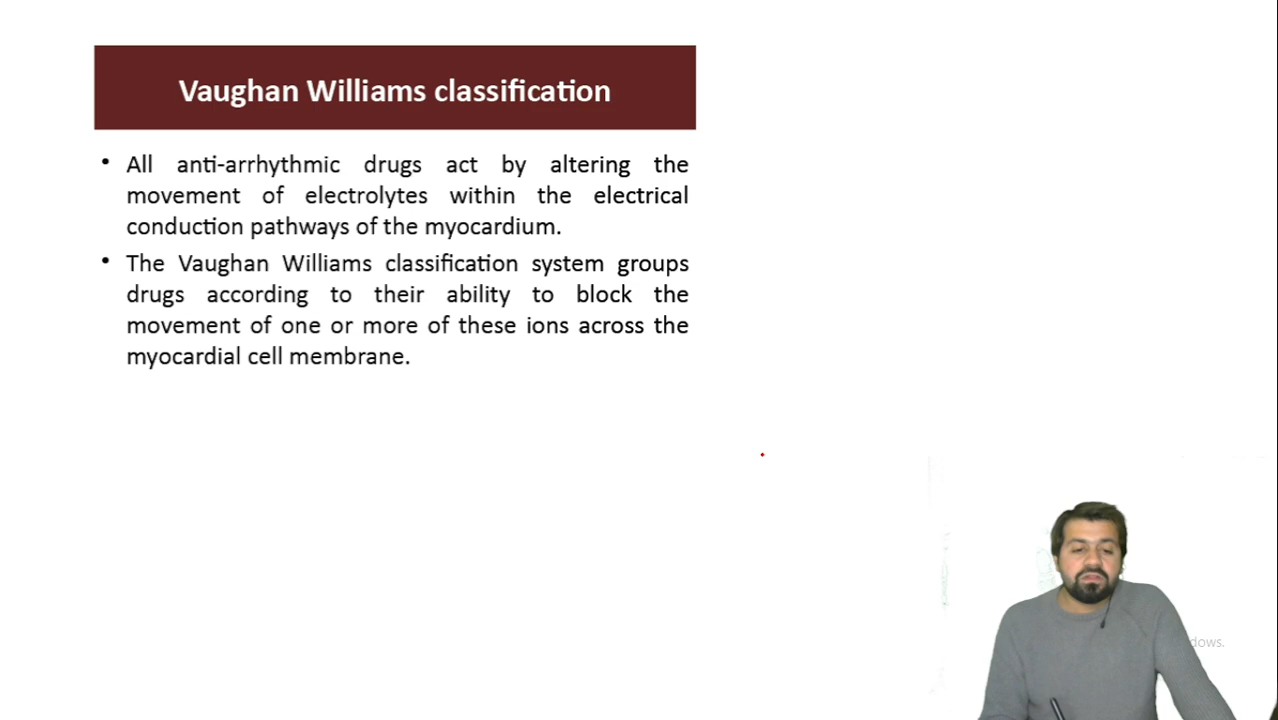 Vaughan Williams classification
• All anti-arrhythmic drugs act by altering the
movement of electrolytes within the electrical
conduction pathways of the myocardium.
• The Vaughan Williams classification system groups
drugs according to their ability to block the
movement of one or more of these ions across the
myocardial cell membrane.
dows.